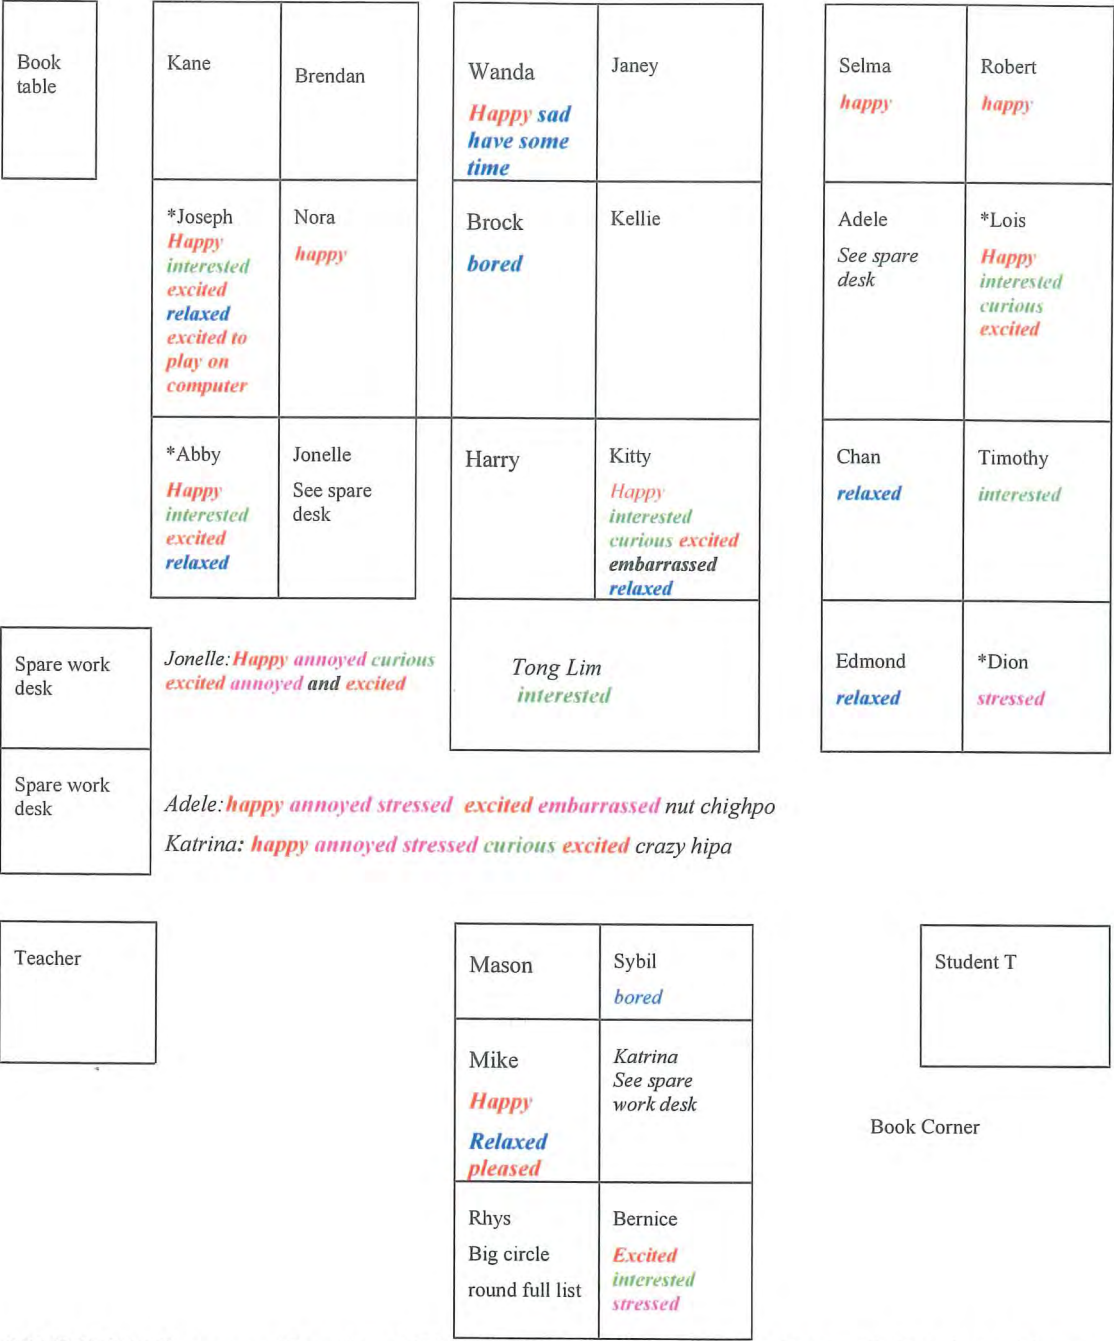 Book
table
Kane
Brendan
Wanda
Happy sad
have some
time
Janey
Selma
happy
Robert
happy
*Joseph
Happy
interested
excited
relaxed
excited to
play on
computer
Nora
happy
Brock
bored
Kellie
Adele
See spare
desk
*Lois
Happy
interested
curious
excited
*Abby
Happy
interested
excited
relaxed
Jonelle
See spare
desk
Harry
Kitty
Happy
interested
curious excited
embarrassed
relaxed
Chan
relaxed
Timothy
interested
Spare work
desk
Jonelle:Happy annoyed curious
excited annoyed and excited
Tong Lim
interested
Edmond
relaxed
*Dion
stressed
Spare work
desk
Adele:happy annoyed stressed excited embarrassed nut chighpo
Katrina: happy annoyed stressed curious excited crazy hipa
Teacher
Mason
Sybil
bored
Student T
Mike
Happy
Relaxed
pleased
Katrina
See spare
work desk
Book Corner
Rhys
Big circle
round full list
Bernice
Excited
interested
stressed